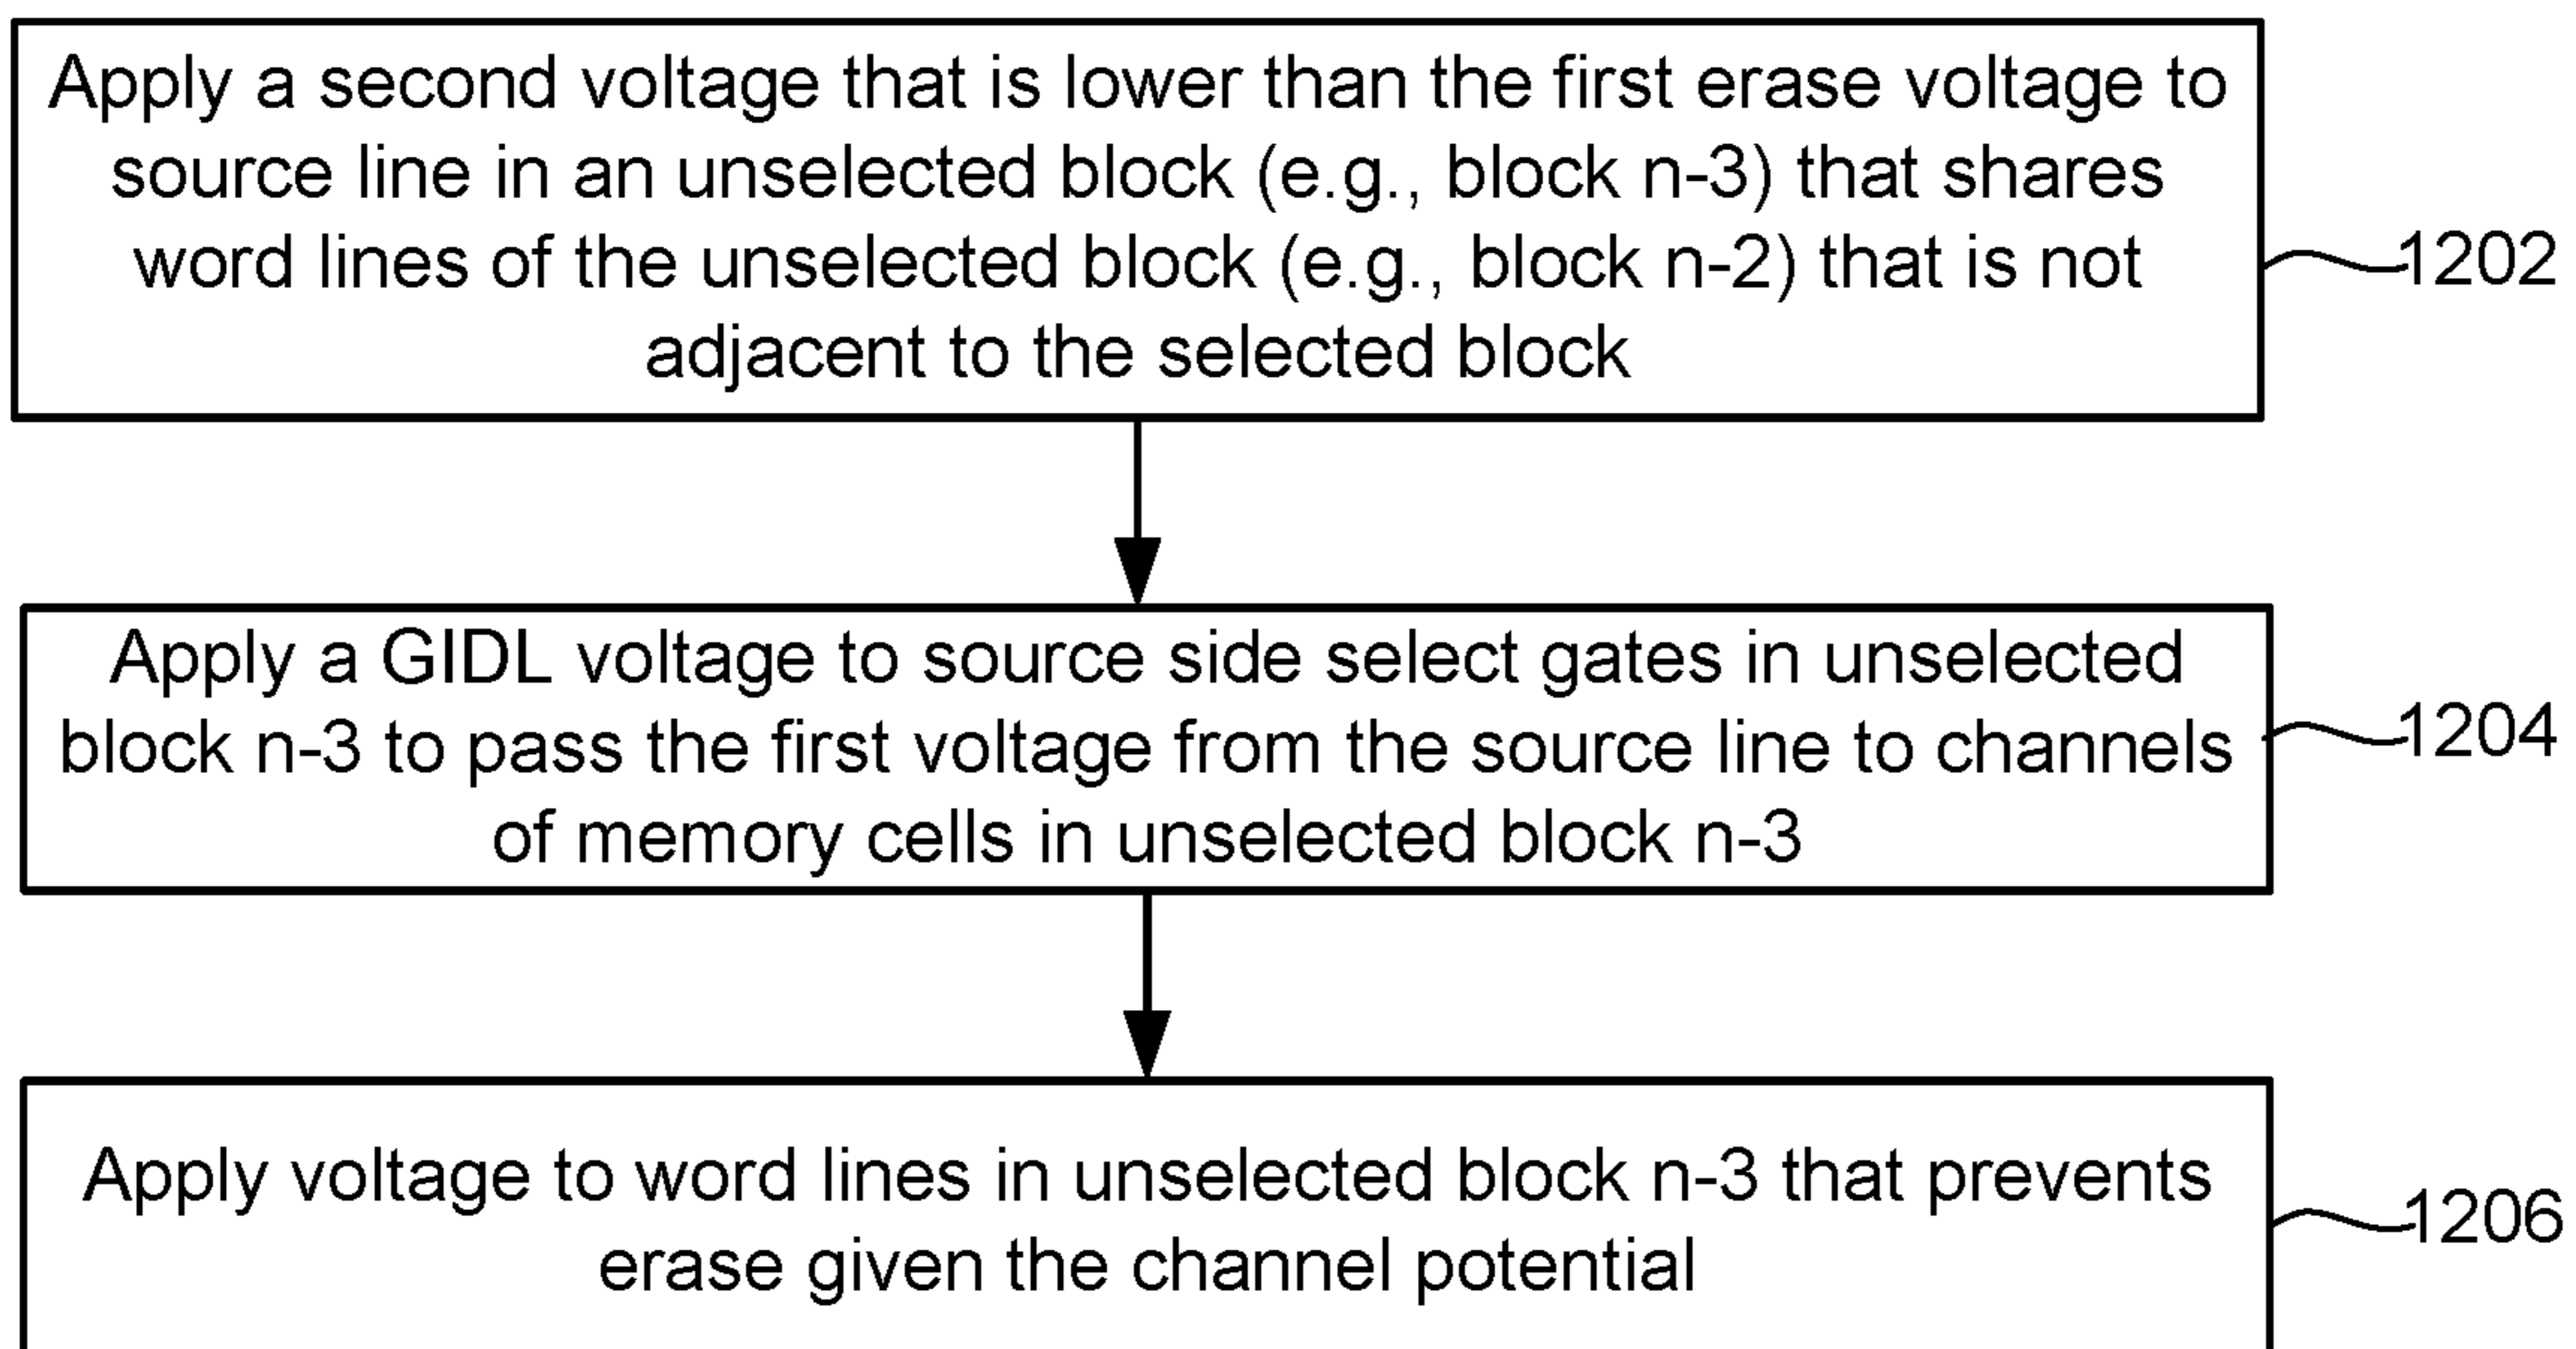 Apply a second voltage that is lower than the first erase voltage to
source line in an unselected block (e.g., block n-3) that shares
word lines of the unselected block (e.g., block n-2) that is not
adjacent to the selected block
1202
Apply a GIDL voltage to source side select gates in unselected
block n-3 to pass the first voltage from the source line to channels
of memory cells in unselected block n-3
1204
Apply voltage to word lines in unselected block n-3 that prevents
erase given the channel potential
1206